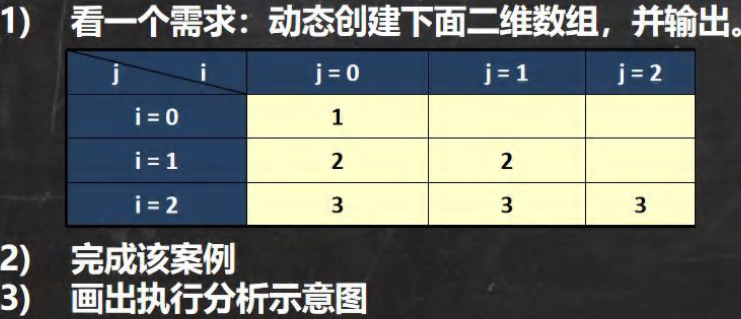 1) 看一个需求：动态创建下面二维数组，并输出。
j i j = 0 j = 1 j = 2
i = 0 1
i = 1 2 2
i = 2 3 3 3
2) 完成该案例
3) 画出执行分析示意图